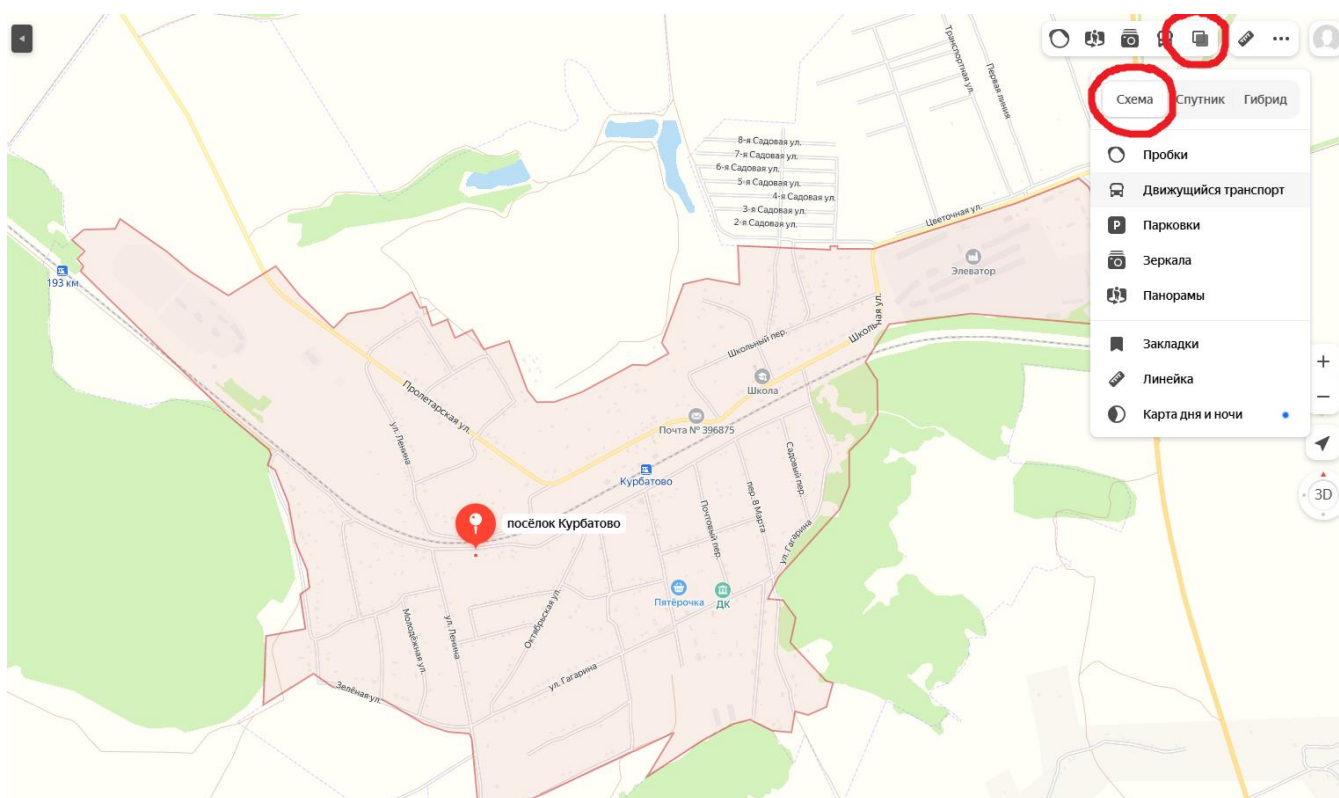 Транспортная ул.
Первая линия
Схема
Спутник
Гибрид
8-я Садовая ул.
7-я Садовая ул.
6-я Садовая ул.
5-я Садовая ул.
4-я Садовая ул.
3-я Садовая ул.
2-я Садовая ул.
Цветочная ул.
Пробки
Движущийся транспорт
Парковки
Зеркала
Панорамы
Закладки
Линейка
Карта дня и ночи
193 км
Элеватор
Школьный пер.
Школьная ул.
Школа
Пролетарская ул.
Почта № 396875
ул. Ленина
Курбатово
Садовый пер.
пер. 8 Марта
Почтовый пер.
3D
посёлок Курбатово
ул. Гагарина
Пятёрочка
ДК
Октябрьская ул.
Молодёжная ул.
ул. Ленина
ул. Гагарина
Зелёная ул.